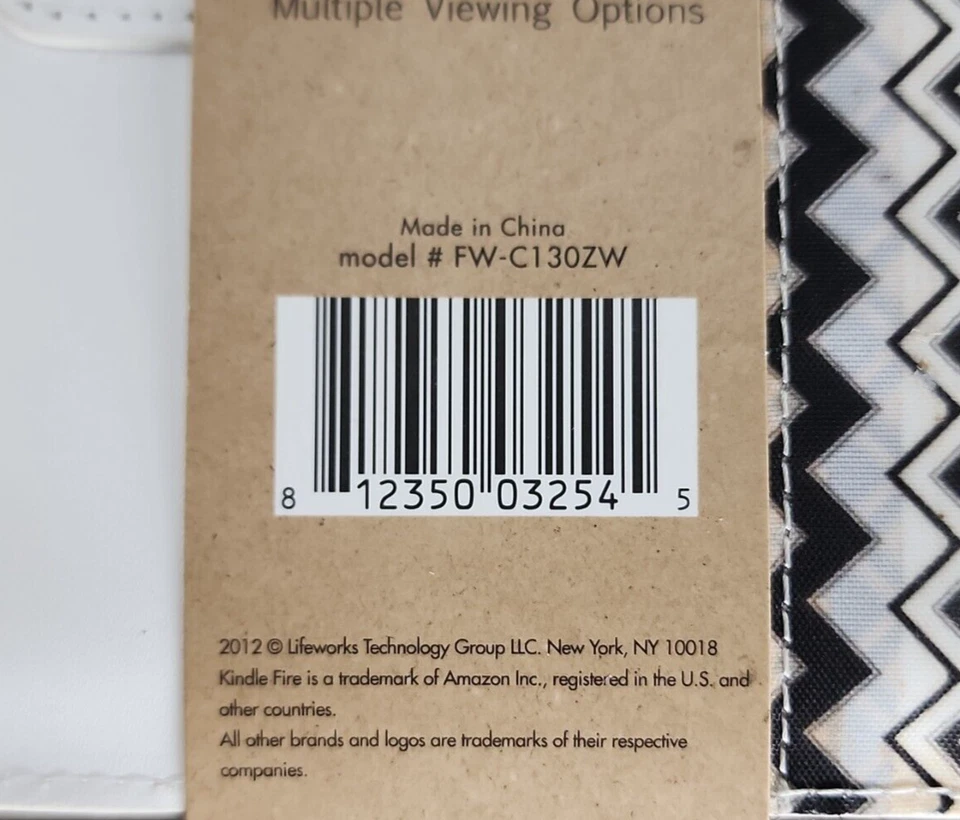 Multiple Viewing Options
Made in China
model # FW-C130ZW
8 12350 03254 5
2012 © Lifeworks Technology Group LLC. New York, NY 10018
Kindle Fire is a trademark of Amazon Inc., registered in the U.S. and
other countries.
All other brands and logos are trademarks of their respective
companies.